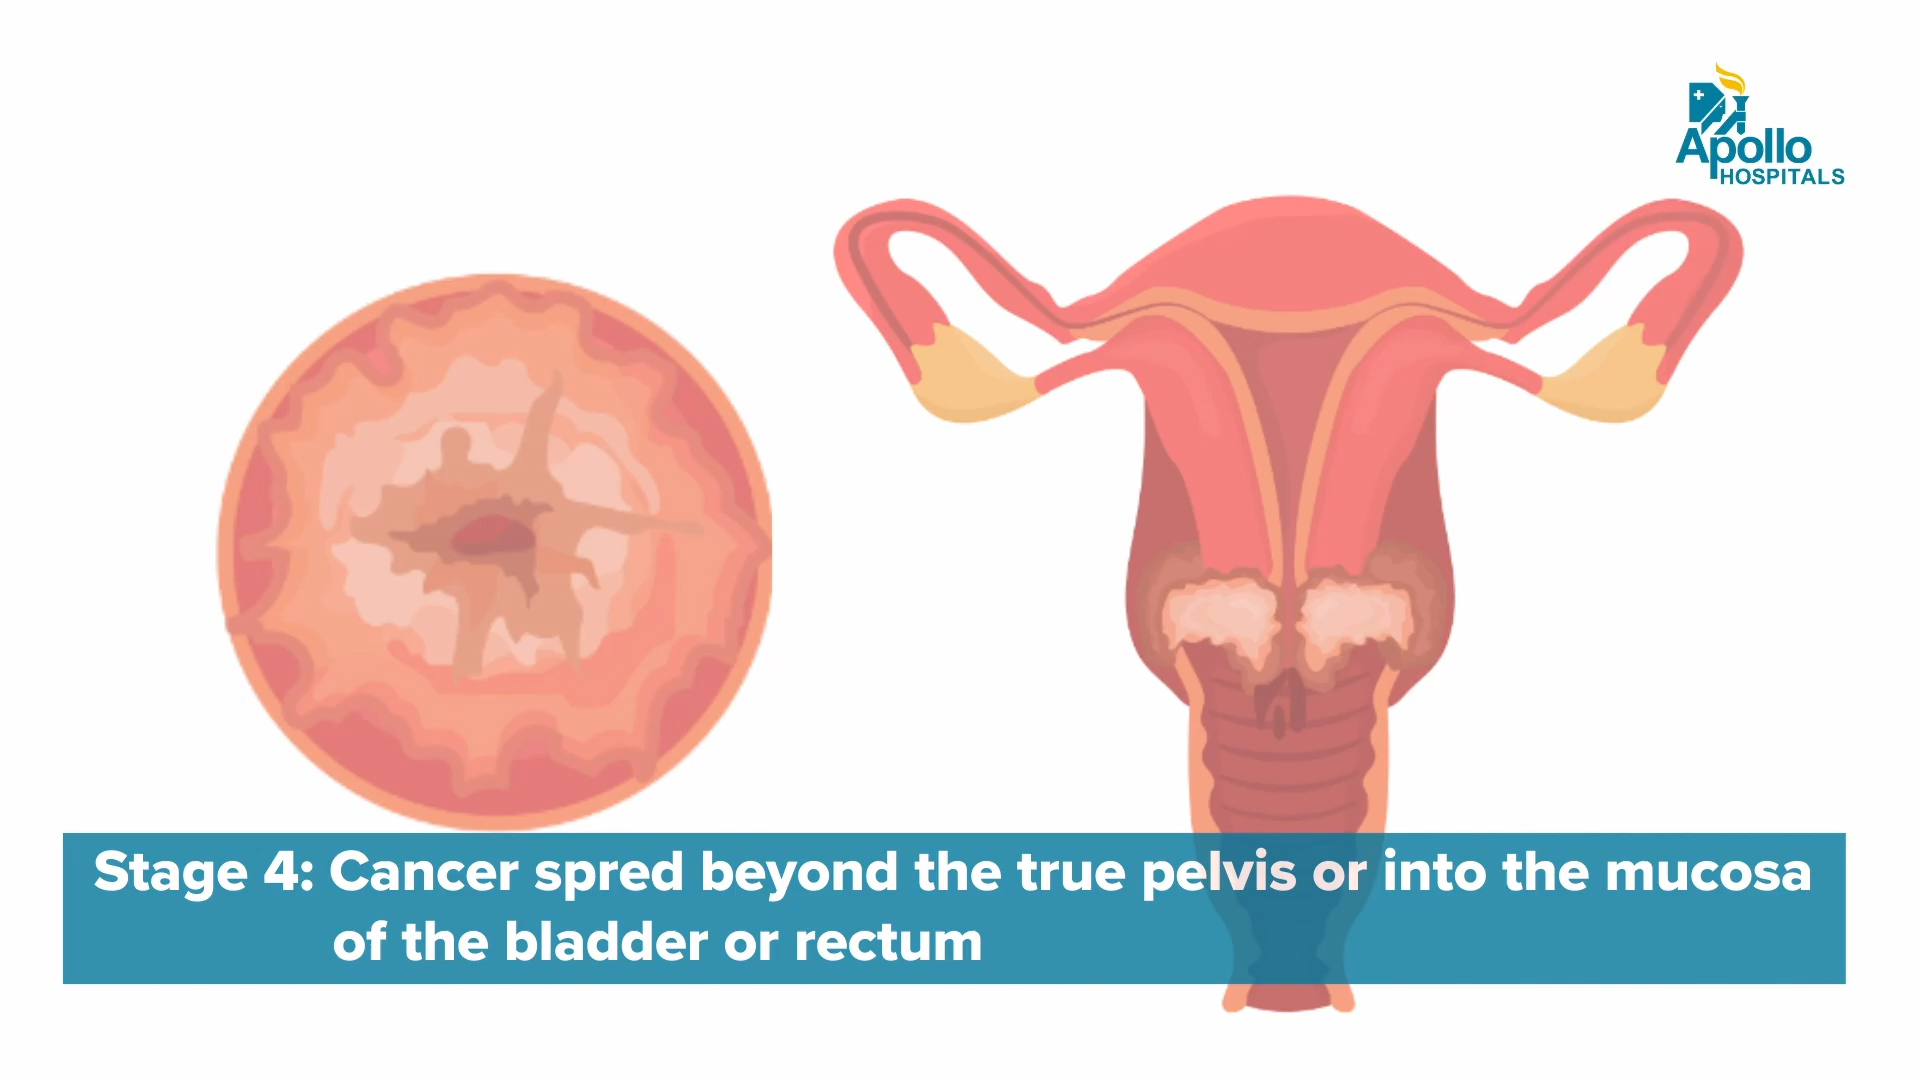 Apollo
HOSPITALS
Stage 4: Cancer spred beyond the true pelvis or into the mucosa
of the bladder or rectum